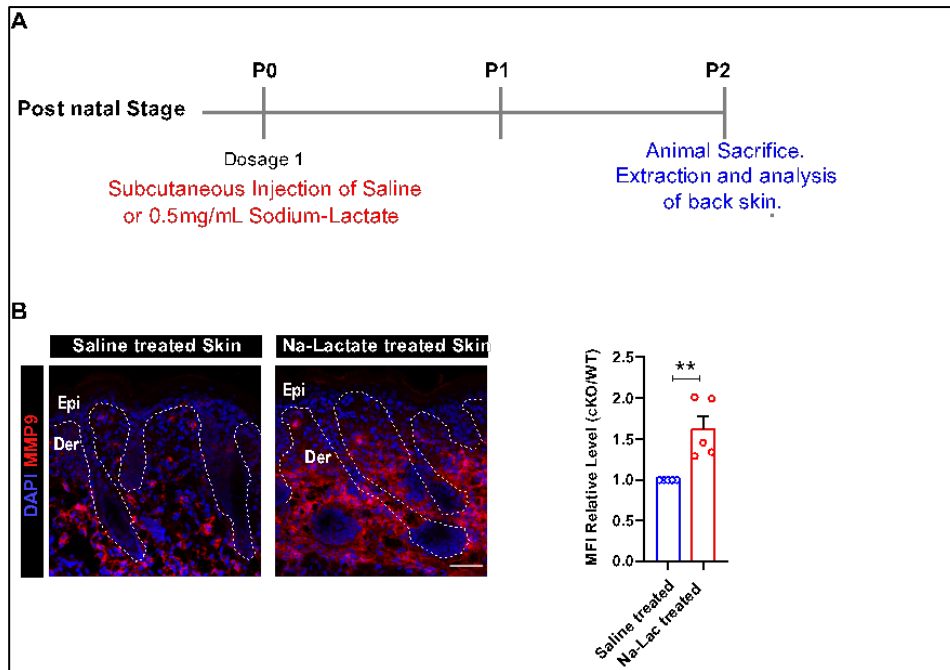 A
P0
P1
P2
Post natal Stage
Dosage 1
Subcutaneous Injection of Saline
or 0.5mg/mL Sodium-Lactate
Animal Sacrifice.
Extraction and analysis
of back skin.
B
Saline treated Skin
Na-Lactate treated Skin
DAPI MMP9
Epi
Der
Epi
Der
MFI Relative Level (cKO/WT)
2.5
2.0
1.5
1.0
0.5
0.0
**
Saline treated
Na-Lac treated